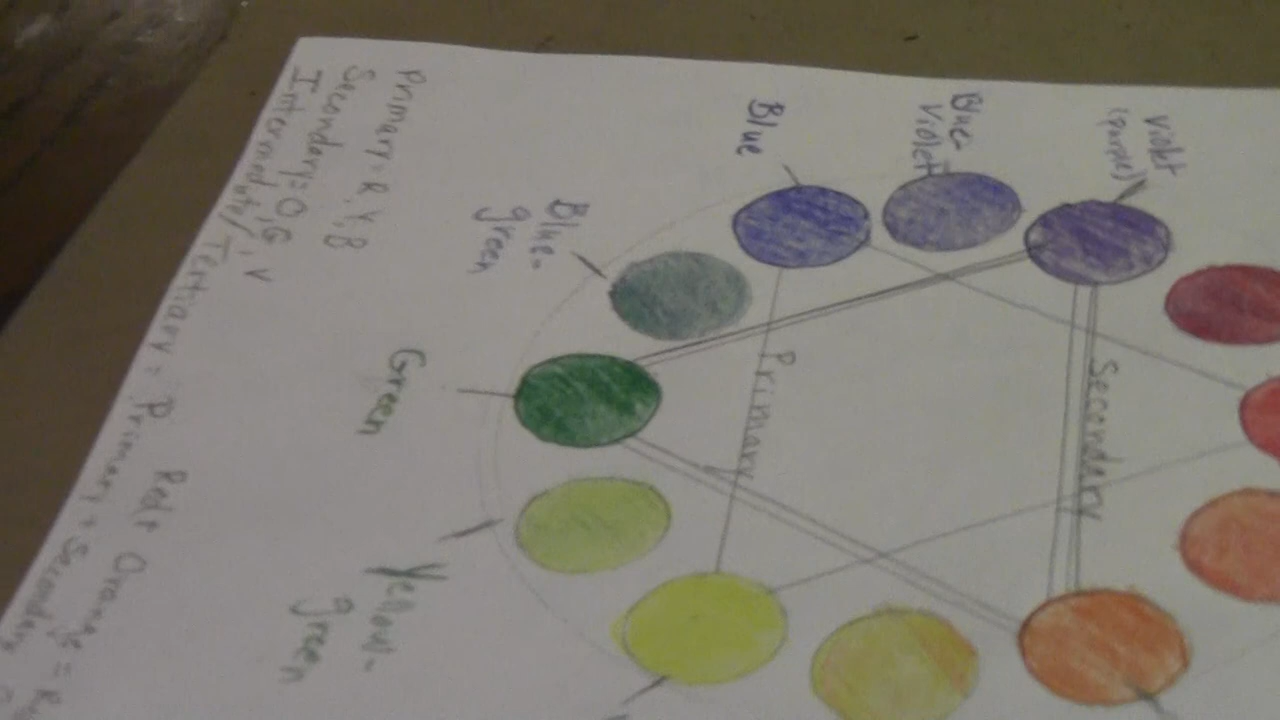 Primary = R, Y, B
Secondary = O, G, V
Intermediate/Tertiary = Primary + Secondary
Red + Orange =
Blue
Blue-
Violet
Violet
(purple)
Blue-
green
Green
Yellow-
green
Primary
Secondary